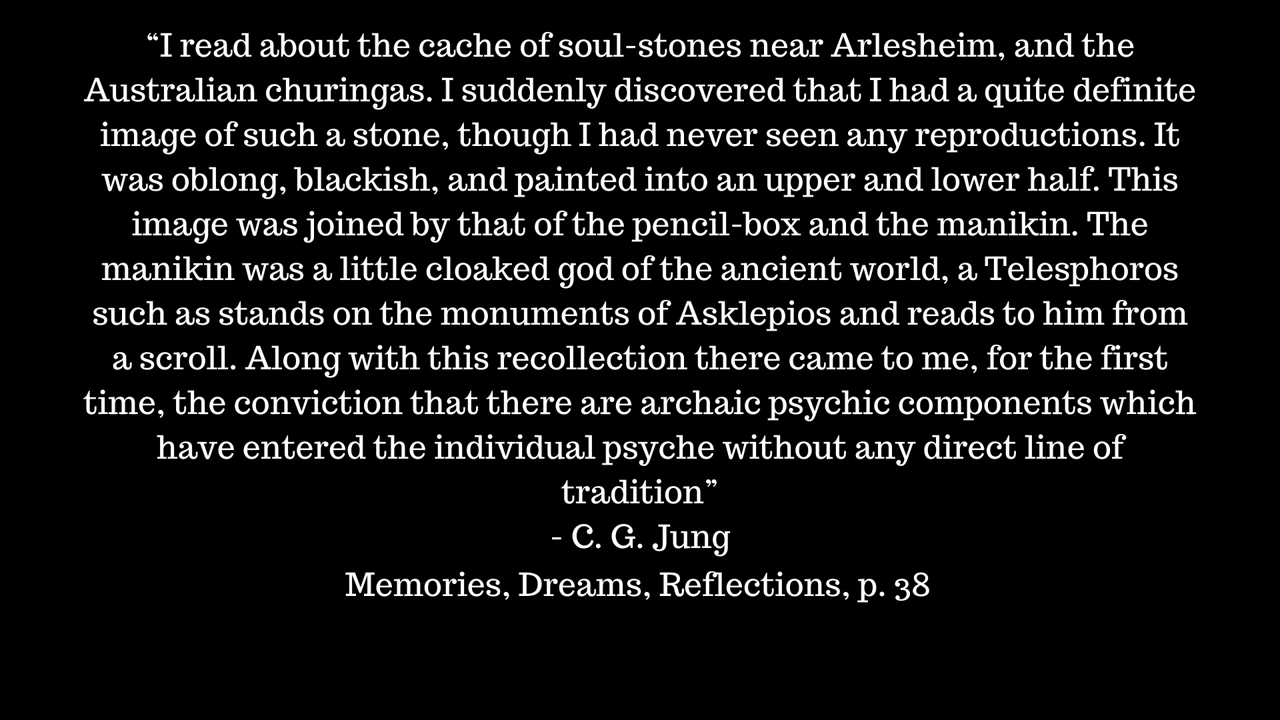 “I read about the cache of soul-stones near Arlesheim, and the
Australian churingas. I suddenly discovered that I had a quite definite
image of such a stone, though I had never seen any reproductions. It
was oblong, blackish, and painted into an upper and lower half. This
image was joined by that of the pencil-box and the manikin. The
manikin was a little cloaked god of the ancient world, a Telesphoros
such as stands on the monuments of Asklepios and reads to him from
a scroll. Along with this recollection there came to me, for the first
time, the conviction that there are archaic psychic components which
have entered the individual psyche without any direct line of
tradition”
- C. G. Jung
Memories, Dreams, Reflections, p. 38